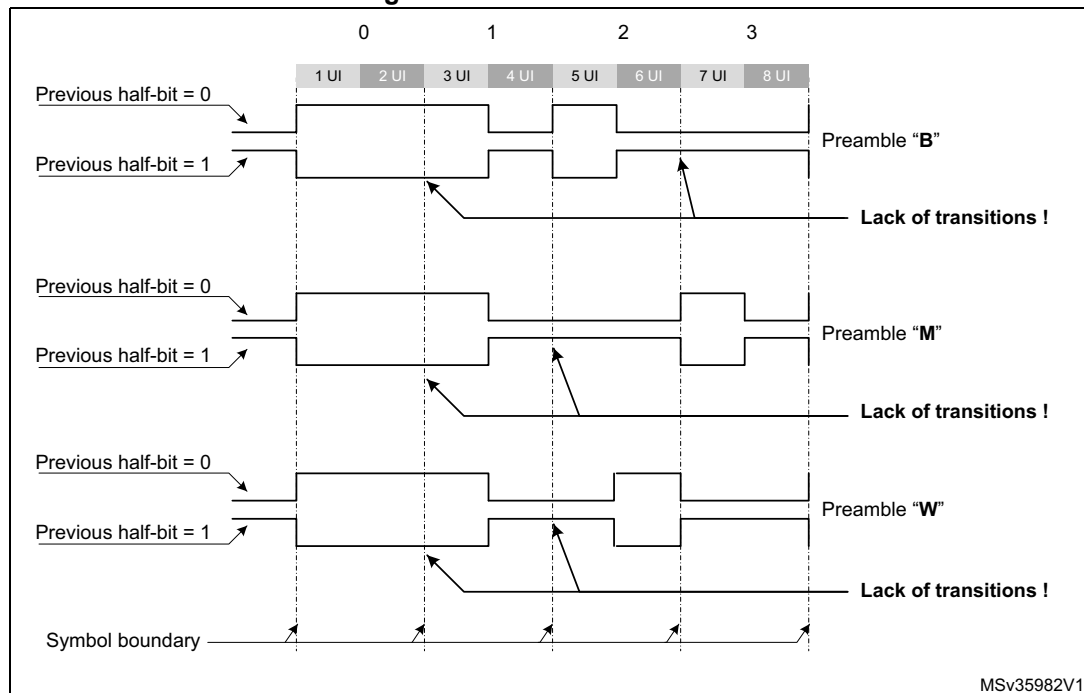 0 1 2 3
1 UI 2 UI 3 UI 4 UI 5 UI 6 UI 7 UI 8 UI
Previous half-bit = 0
Preamble “B”
Previous half-bit = 1
Lack of transitions !
Previous half-bit = 0
Preamble “M”
Previous half-bit = 1
Lack of transitions !
Previous half-bit = 0
Preamble “W”
Previous half-bit = 1
Lack of transitions !
Symbol boundary
MSv35982V1